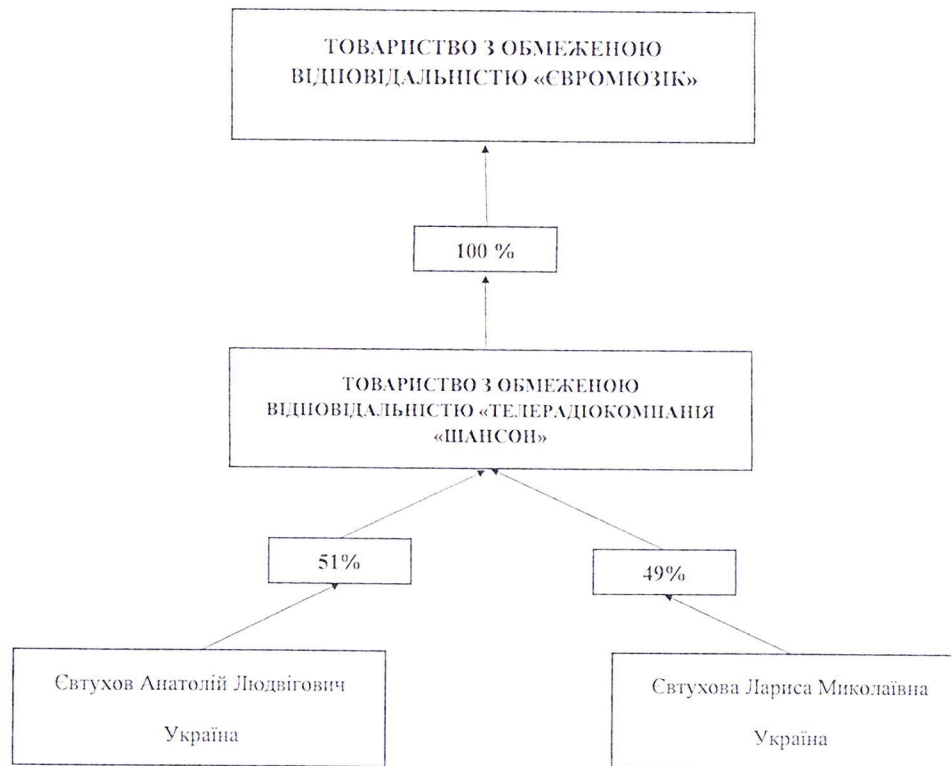 ТОВАРИСТВО З ОБМЕЖЕНОЮ
ВІДПОВІДАЛЬНІСТЮ «ЄВРОМЮЗІК»
100 %
ТОВАРИСТВО З ОБМЕЖЕНОЮ
ВІДПОВІДАЛЬНІСТЮ «ТЕЛЕРАДІОКОМПАНІЯ
«ШАНСОН»
51%
49%
Євтухов Анатолій Людвігович
Україна
Євтухова Лариса Миколаївна
Україна